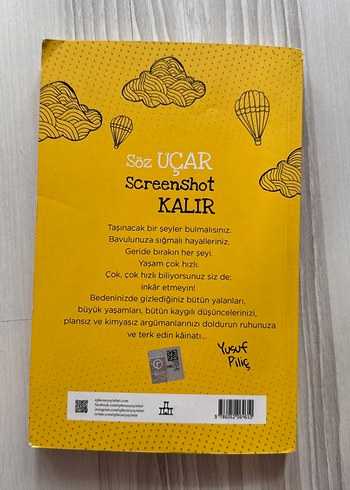 Söz UÇAR
Screenshot
KALIR
Taşınacak bir şeyler bulmalısınız.
Bavulunuza sığmalı hayalleriniz.
Geride bırakın her şeyi.
Yaşam çok hızlı.
Çok, çok hızlı biliyorsunuz siz de;
inkâr etmeyin!
Bedeninizde gizlediğiniz bütün yalanları,
büyük yaşamları, bütün kaygılı düşüncelerinizi,
plansız ve kimyasız argümanlarınızı doldurun ruhunuza
ve terk edin kâinatı...
Yusuf
Piliç